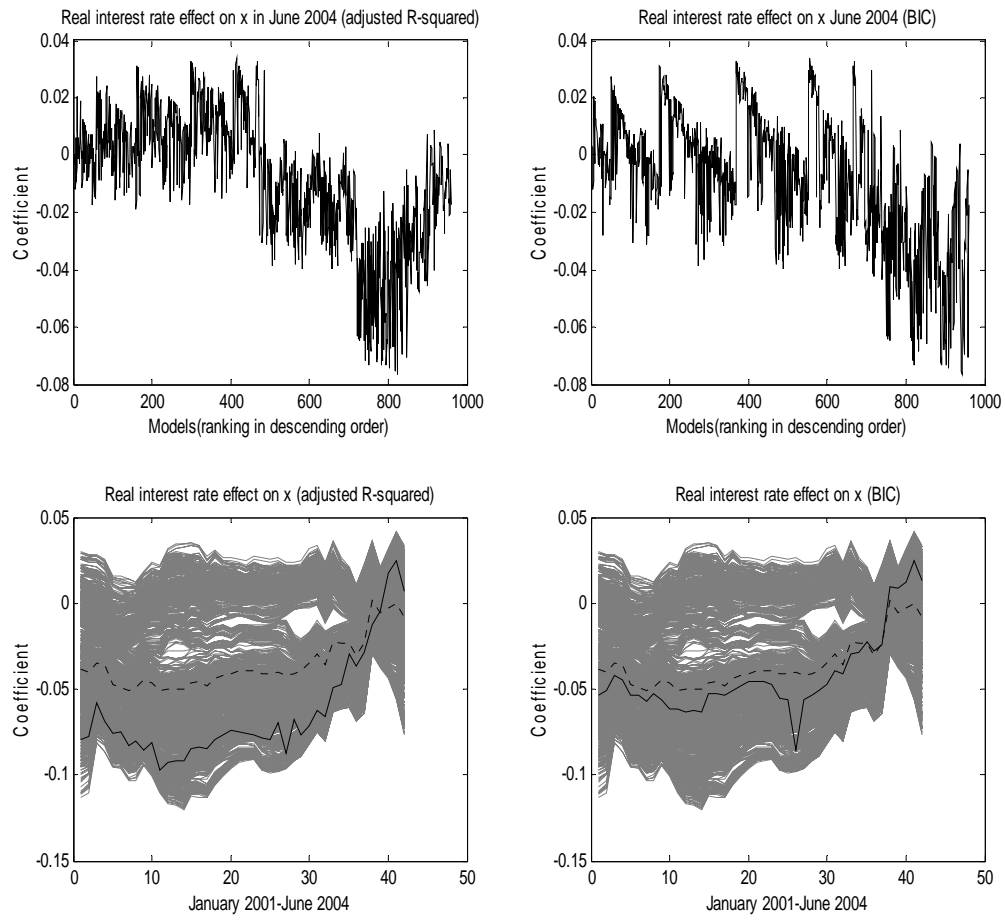 Real interest rate effect on x in June 2004 (adjusted R-squared)
0.04
0.02
0
-0.02
-0.04
-0.06
-0.08
Coefficient
0 200 400 600 800 1000
Models(ranking in descending order)
Real interest rate effect on x June 2004 (BIC)
0.04
0.02
0
-0.02
-0.04
-0.06
-0.08
Coefficient
0 200 400 600 800 1000
Models(ranking in descending order)
Real interest rate effect on x (adjusted R-squared)
0.05
0
-0.05
-0.1
-0.15
Coefficient
0 10 20 30 40 50
January 2001-June 2004
Real interest rate effect on x (BIC)
0.05
0
-0.05
-0.1
-0.15
Coefficient
0 10 20 30 40 50
January 2001-June 2004